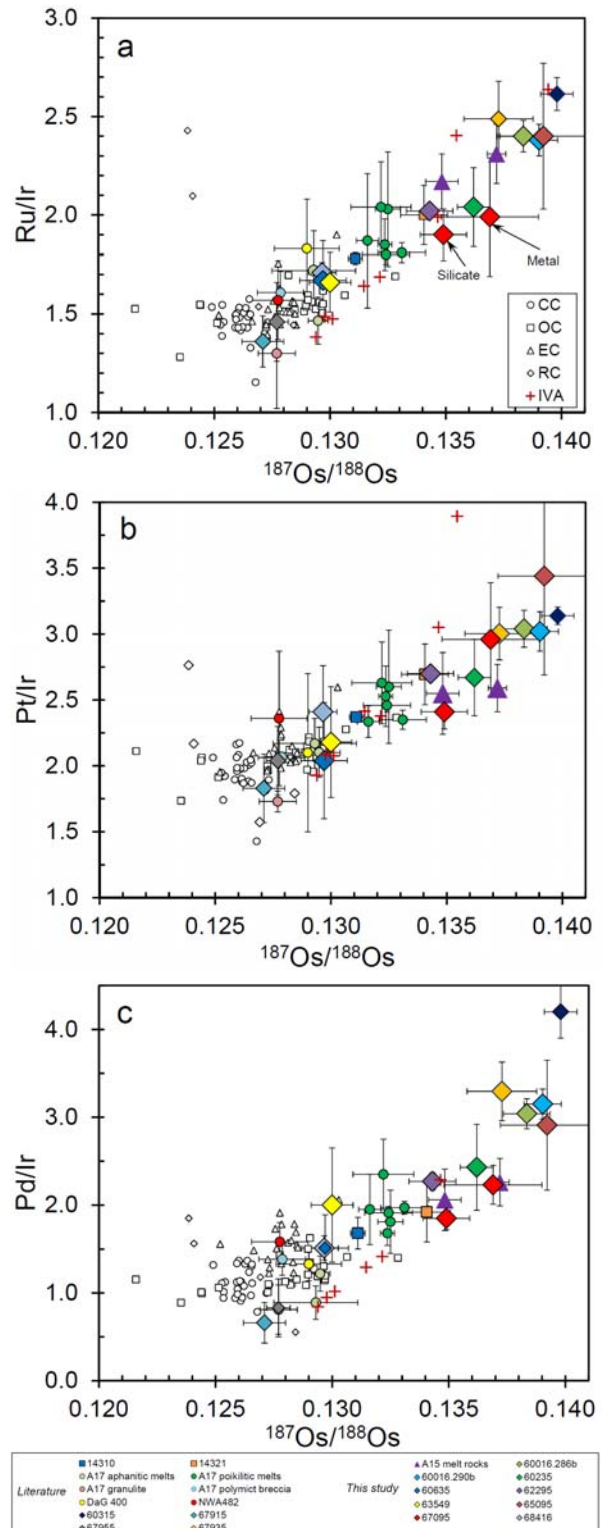 a
3.0
2.5
2.0
1.5
1.0
Ru/Ir
Silicate
Metal
CC
OC
EC
RC
IVA
0.120 0.125 0.130 0.135 0.140
187Os/188Os
b
4.0
3.5
3.0
2.5
2.0
1.5
1.0
Pt/Ir
0.120 0.125 0.130 0.135 0.140
187Os/188Os
c
4.0
3.0
2.0
1.0
0.0
Pd/Ir
0.120 0.125 0.130 0.135 0.140
187Os/188Os
Literature
14310 14321
A17 aphanitic melts A17 poikilitic melts
A17 granulite A17 polymict breccia
DaG 400 NWA482
60315 67915
67955 67935
This study
A15 melt rocks 60016.286b
60016.290b 60235
60635 62295
63549 65095
67095 68416